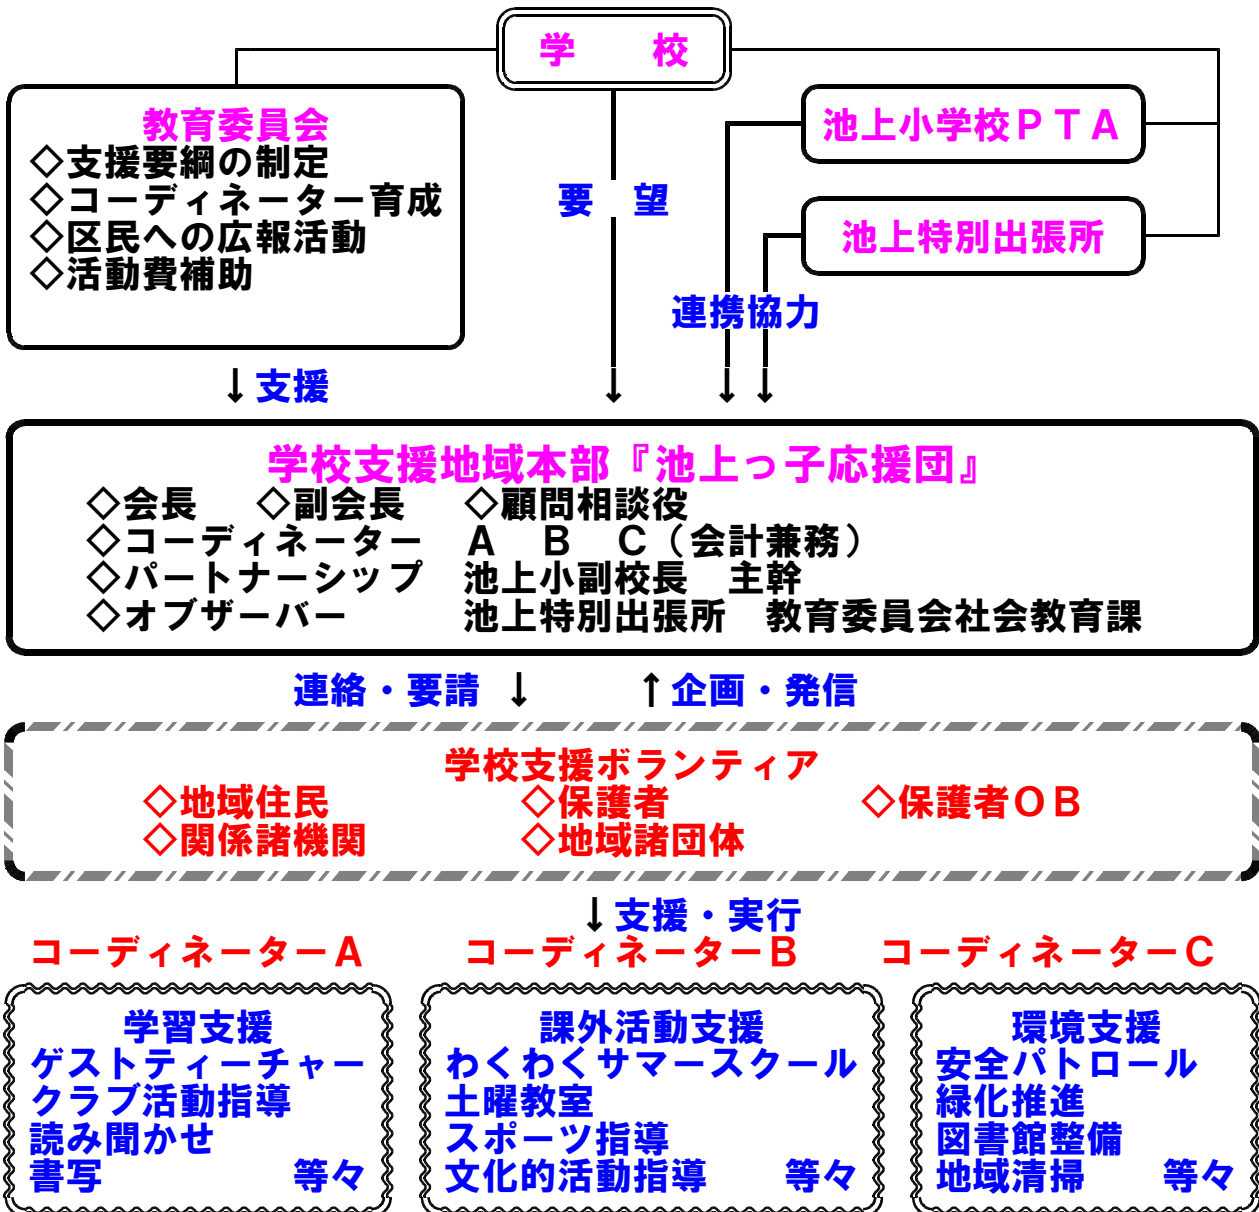 学　　校
教育委員会
◇支援要綱の制定
◇コーディネーター育成
◇区民への広報活動
◇活動費補助
池上小学校ＰＴＡ
池上特別出張所
要　望
連携協力
↓支援
↓
↓↓
学校支援地域本部『池上っ子応援団』
◇会長　◇副会長　◇顧問相談役
◇コーディネーター　Ａ　Ｂ　Ｃ（会計兼務）
◇パートナーシップ　池上小副校長　主幹
◇オブザーバー　池上特別出張所　教育委員会社会教育課
連絡・要請　↓　↑企画・発信
学校支援ボランティア
◇地域住民　◇保護者　◇保護者ＯＢ
◇関係諸機関　◇地域諸団体
↓支援・実行
コーディネーターＡ　コーディネーターＢ　コーディネーターＣ
学習支援
ゲストティーチャー
クラブ活動指導
読み聞かせ
書写　等々
課外活動支援
わくわくサマースクール
土曜教室
スポーツ指導
文化的活動指導　等々
環境支援
安全パトロール
緑化推進
図書館整備
地域清掃　等々